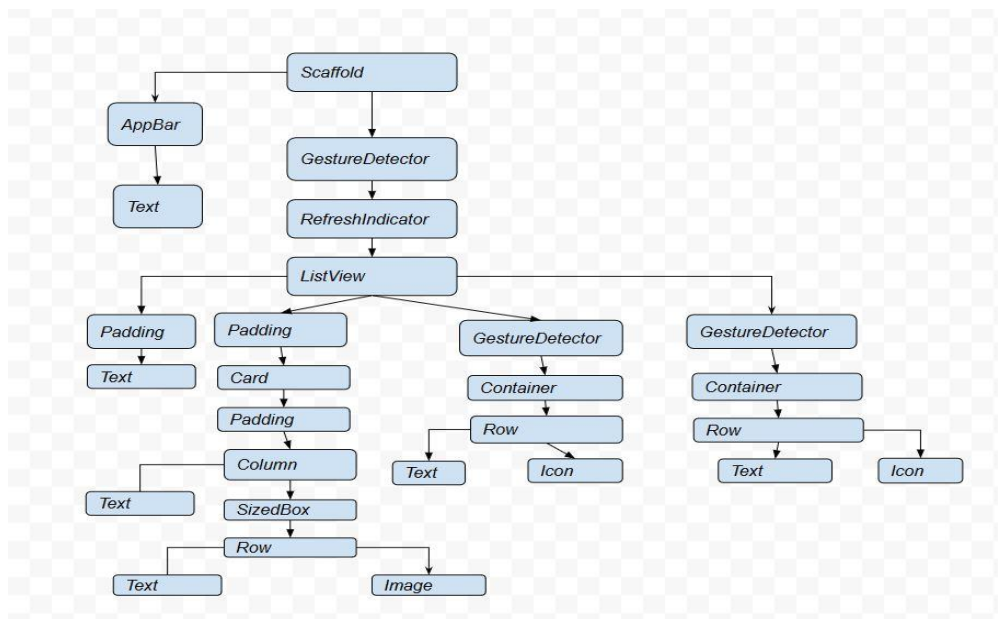 Scaffold
AppBar
GestureDetector
Text
RefreshIndicator
ListView
Padding
Padding
GestureDetector
GestureDetector
Text
Card
Container
Container
Padding
Row
Row
Column
Text
Icon
Text
Icon
Text
SizedBox
Row
Text
Image